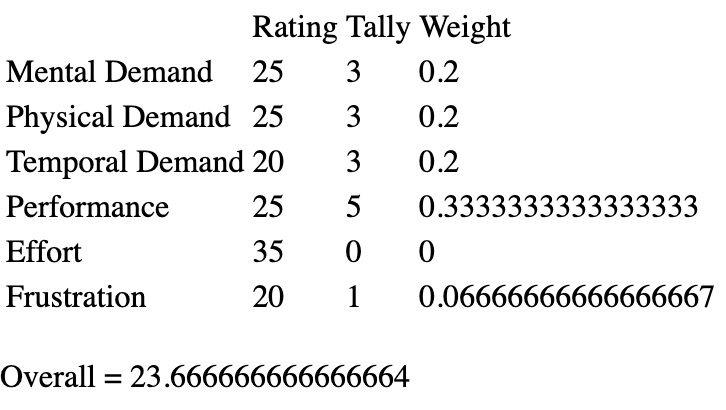 Rating Tally Weight
Mental Demand 25 3 0.2
Physical Demand 25 3 0.2
Temporal Demand 20 3 0.2
Performance 25 5 0.3333333333333333
Effort 35 0 0
Frustration 20 1 0.06666666666666667
Overall = 23.666666666666664